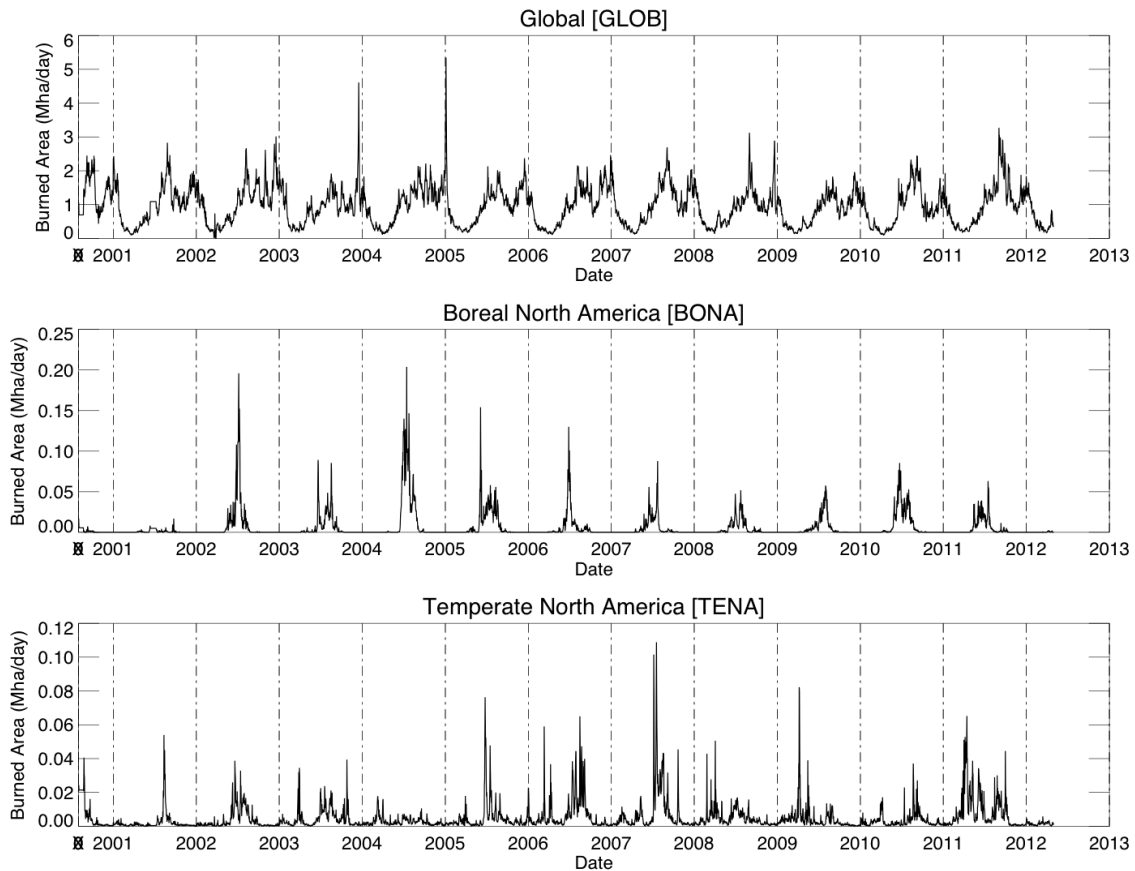 Global [GLOB]
Burned Area (Mha/day)
6
5
4
3
2
1
0
2001 2002 2003 2004 2005 2006 2007 2008 2009 2010 2011 2012 2013
Date
Boreal North America [BONA]
Burned Area (Mha/day)
0.25
0.20
0.15
0.10
0.05
0.00
2001 2002 2003 2004 2005 2006 2007 2008 2009 2010 2011 2012 2013
Date
Temperate North America [TENA]
Burned Area (Mha/day)
0.12
0.10
0.08
0.06
0.04
0.02
0.00
2001 2002 2003 2004 2005 2006 2007 2008 2009 2010 2011 2012 2013
Date